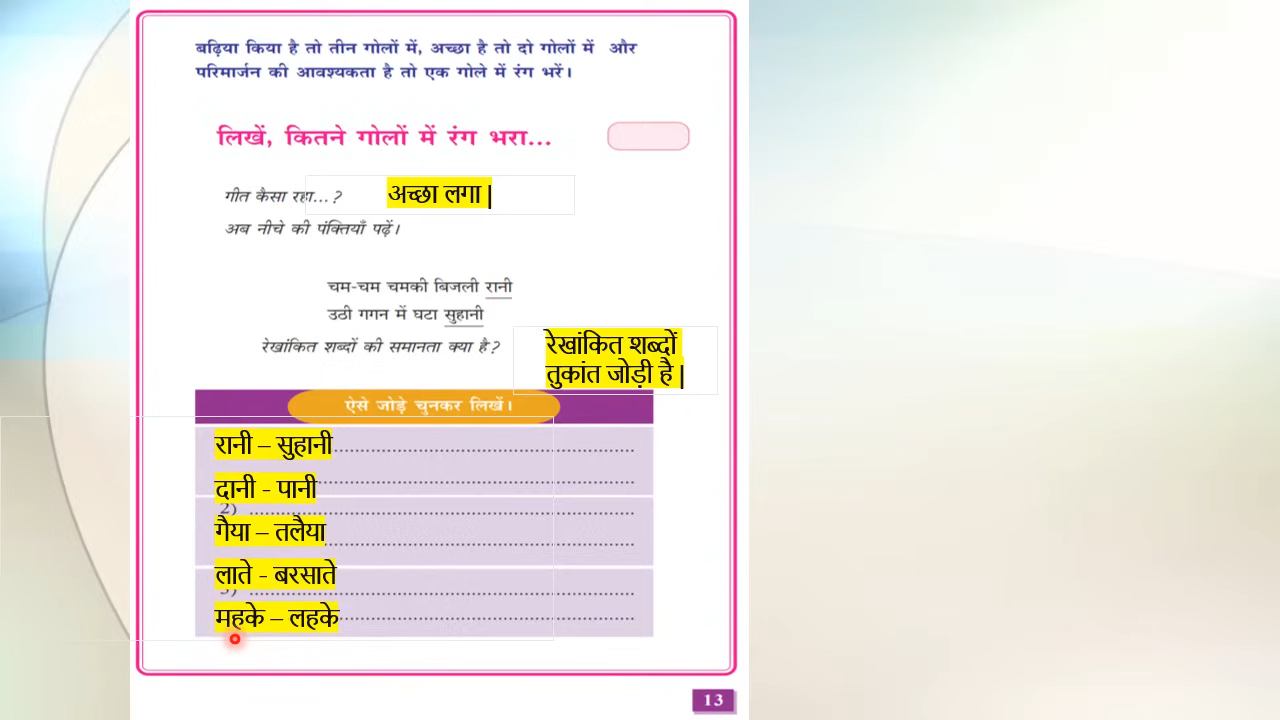 बढ़िया किया है तो तीन गोलों में, अच्छा है तो दो गोलों में और
परिमार्जन की आवश्यकता है तो एक गोले में रंग भरें।
लिखें, कितने गोलों में रंग भरा...
गीत कैसा रहा...? अच्छा लगा |
अब नीचे की पंक्तियाँ पढ़ें।
चम-चम चमकी बिजली रानी
उठी गगन में घटा सुहानी
रेखांकित शब्दों की समानता क्या है?
रेखांकित शब्दों
तुकांत जोड़ी है |
ऐसे जोड़े चुनकर लिखें।
रानी – सुहानी
दानी - पानी
2)
गैया – तलैया
लाते - बरसाते
महके – लहके
13